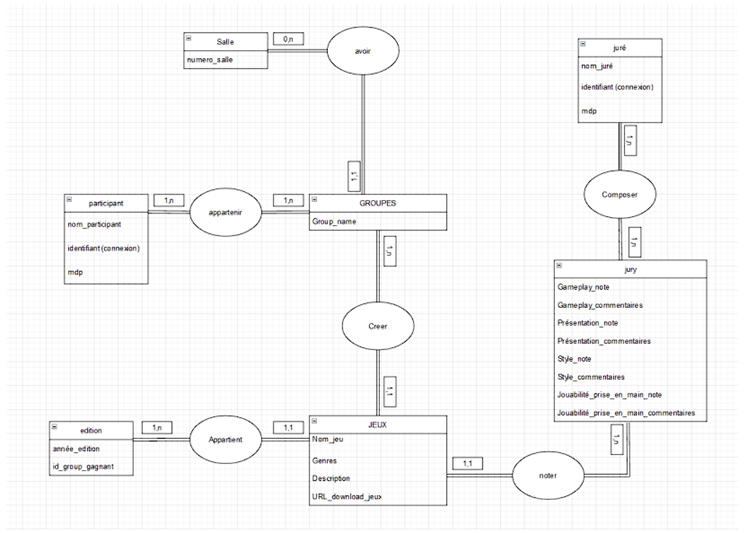 Salle
0,n
numero_salle
avoir
juré
nom_juré
identifiant (connexion)
mdp
1,n
1,1
Composer
participant
1,n
appartenir
1,n
GROUPES
nom_participant
Group_name
identifiant (connexion)
mdp
1,n
1,n
jury
Gameplay_note
Gameplay_commentaires
Présentation_note
Présentation_commentaires
Style_note
Style_commentaires
Jouabilité_prise_en_main_note
Jouabilité_prise_en_main_commentaires
Creer
1,1
edition
1,n
Appartient
1,1
JEUX
année_edition
id_group_gagnant
Nom_jeu
Genres
Description
URL_download_jeux
1,1
noter
1,n